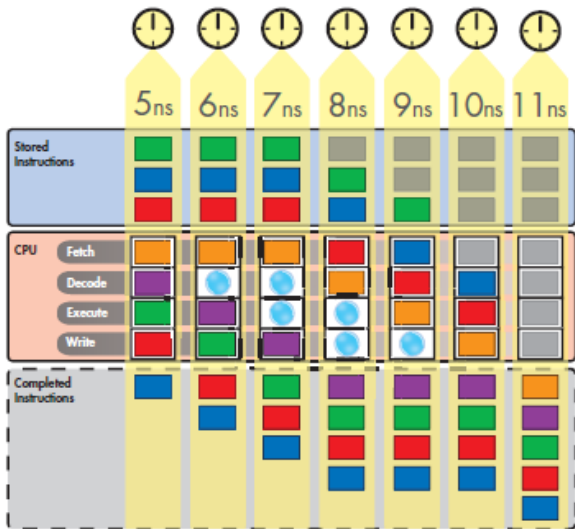 5ns 6ns 7ns 8ns 9ns 10ns 11ns
Stored
Instructions
CPU
Fetch
Decode
Execute
Write
Completed
Instructions